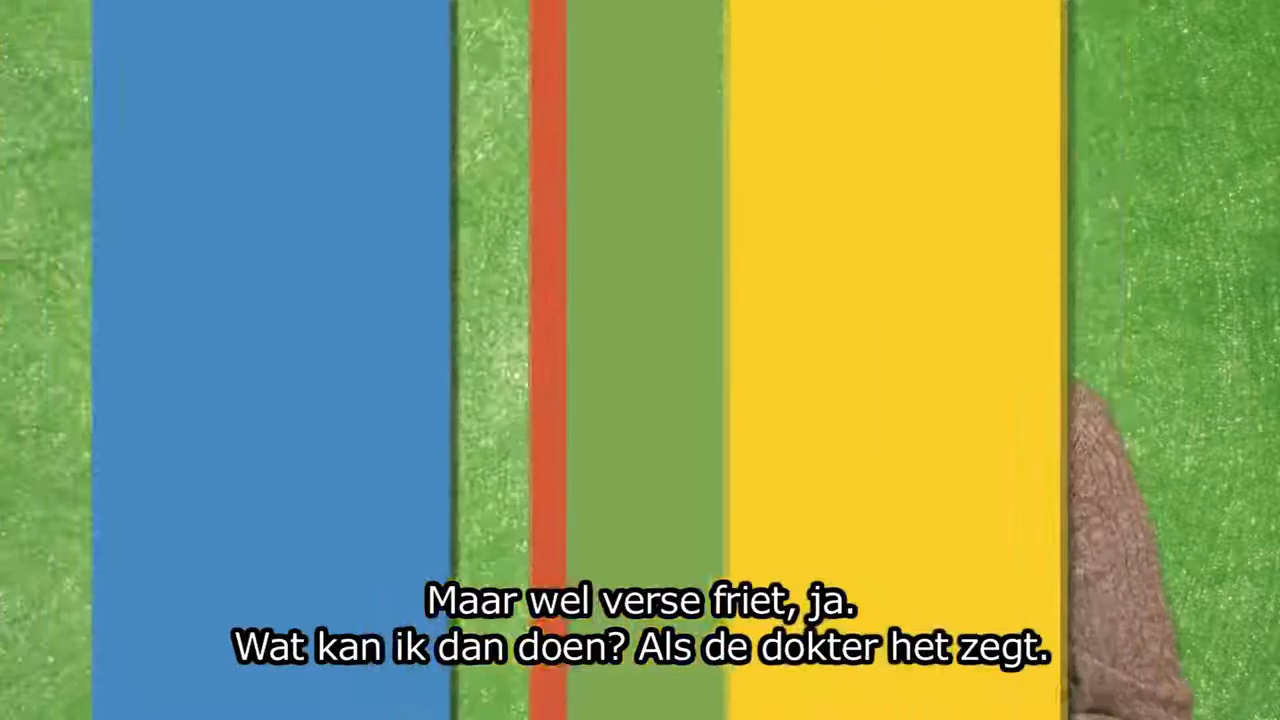 Maar wel verse friet, ja.
Wat kan ik dan doen? Als de dokter het zegt.